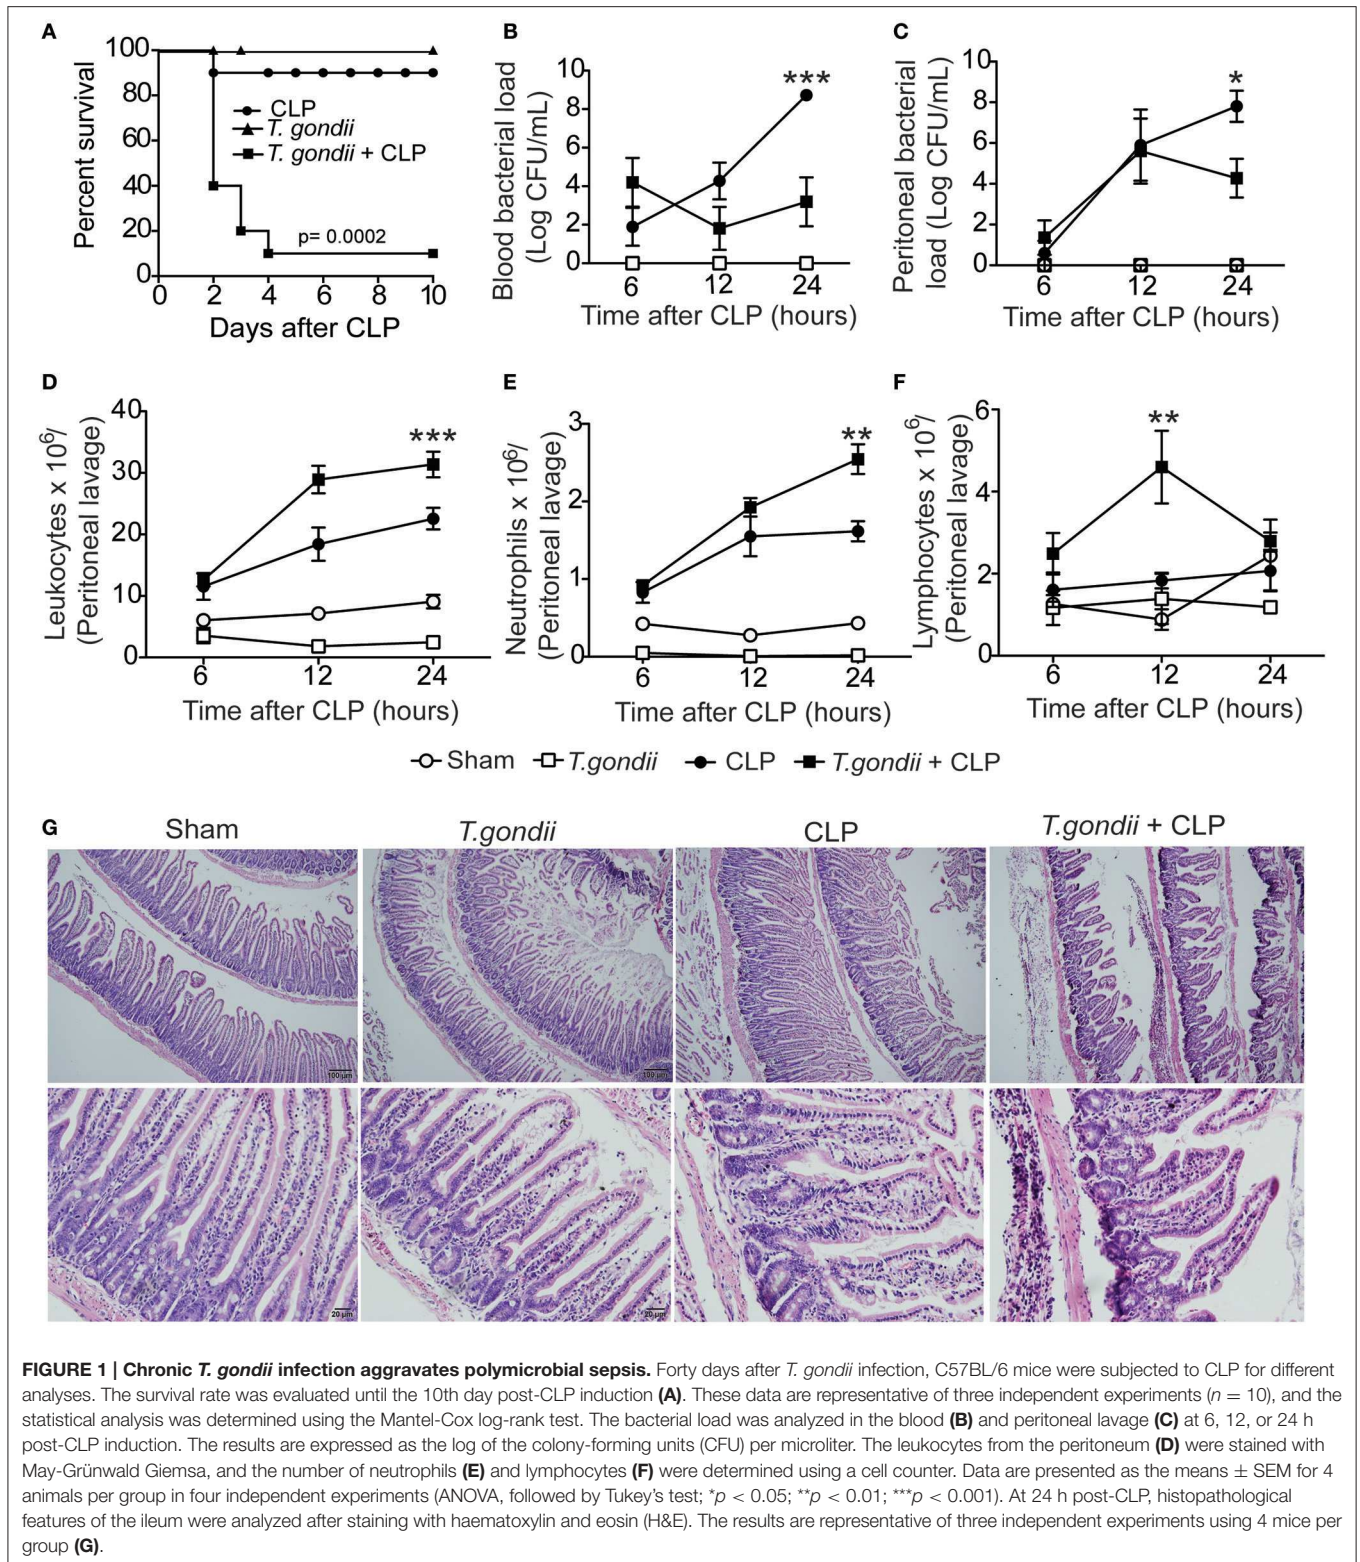 A
Percent survival
100
80
60
40
20
0
CLP
T. gondii
T. gondii + CLP
p= 0.0002
0 2 4 6 8 10
Days after CLP
B
Blood bacterial load
(Log CFU/mL)
10
8
6
4
2
0
***
6 12 24
Time after CLP (hours)
C
Peritoneal bacterial
load (Log CFU/mL)
10
8
6
4
2
0
*
6 12 24
Time after CLP (hours)
D
Leukocytes x 10⁶/
(Peritoneal lavage)
40
30
20
10
0
***
6 12 24
Time after CLP (hours)
E
Neutrophils x 10⁶/
(Peritoneal lavage)
3
2
1
0
**
6 12 24
Time after CLP (hours)
F
Lymphocytes x 10⁶/
(Peritoneal lavage)
6
4
2
0
**
6 12 24
Time after CLP (hours)
Sham T.gondii CLP T.gondii + CLP
G
Sham T.gondii CLP T.gondii + CLP
100 µm 100 µm
20 µm 20 µm
FIGURE 1 | Chronic T. gondii infection aggravates polymicrobial sepsis. Forty days after T. gondii infection, C57BL/6 mice were subjected to CLP for different
analyses. The survival rate was evaluated until the 10th day post-CLP induction (A). These data are representative of three independent experiments (n = 10), and the
statistical analysis was determined using the Mantel-Cox log-rank test. The bacterial load was analyzed in the blood (B) and peritoneal lavage (C) at 6, 12, or 24 h
post-CLP induction. The results are expressed as the log of the colony-forming units (CFU) per microliter. The leukocytes from the peritoneum (D) were stained with
May-Grünwald Giemsa, and the number of neutrophils (E) and lymphocytes (F) were determined using a cell counter. Data are presented as the means ± SEM for 4
animals per group in four independent experiments (ANOVA, followed by Tukey's test; *p < 0.05; **p < 0.01; ***p < 0.001). At 24 h post-CLP, histopathological
features of the ileum were analyzed after staining with haematoxylin and eosin (H&E). The results are representative of three independent experiments using 4 mice per
group (G).